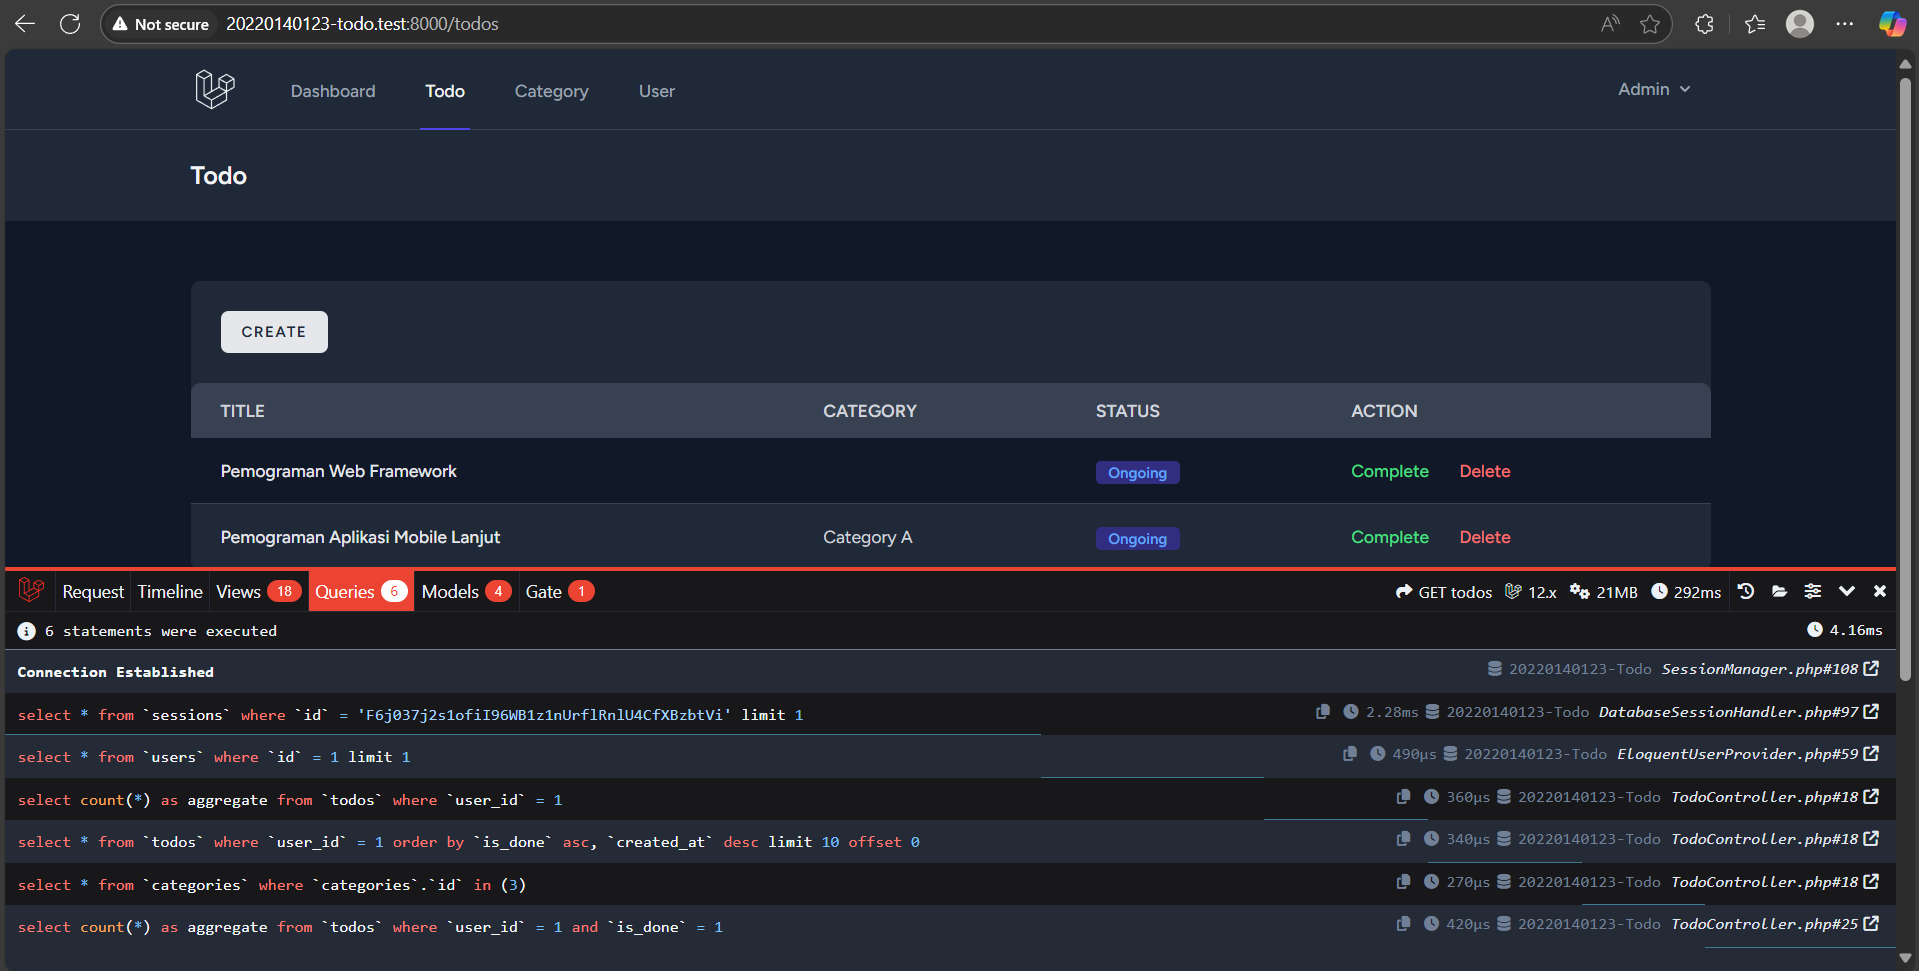 Not secure 20220140123-todo.test:8000/todos
Dashboard Todo Category User Admin
Todo
CREATE
TITLE CATEGORY STATUS ACTION
Pemograman Web Framework Ongoing Complete Delete
Pemograman Aplikasi Mobile Lanjut Category A Ongoing Complete Delete
Request Timeline Views 18 Queries 6 Models 4 Gate 1 GET todos 12.x 21MB 292ms
6 statements were executed 4.16ms
Connection Established 20220140123-Todo SessionManager.php#108
select * from `sessions` where `id` = 'F6j037j2s1ofiI96WB1z1nUrflRnlU4CfXBzbtVi' limit 1 2.28ms 20220140123-Todo DatabaseSessionHandler.php#97
select * from `users` where `id` = 1 limit 1 490μs 20220140123-Todo EloquentUserProvider.php#59
select count(*) as aggregate from `todos` where `user_id` = 1 360μs 20220140123-Todo TodoController.php#18
select * from `todos` where `user_id` = 1 order by `is_done` asc, `created_at` desc limit 10 offset 0 340μs 20220140123-Todo TodoController.php#18
select * from `categories` where `categories`.`id` in (3) 270μs 20220140123-Todo TodoController.php#18
select count(*) as aggregate from `todos` where `user_id` = 1 and `is_done` = 1 420μs 20220140123-Todo TodoController.php#25